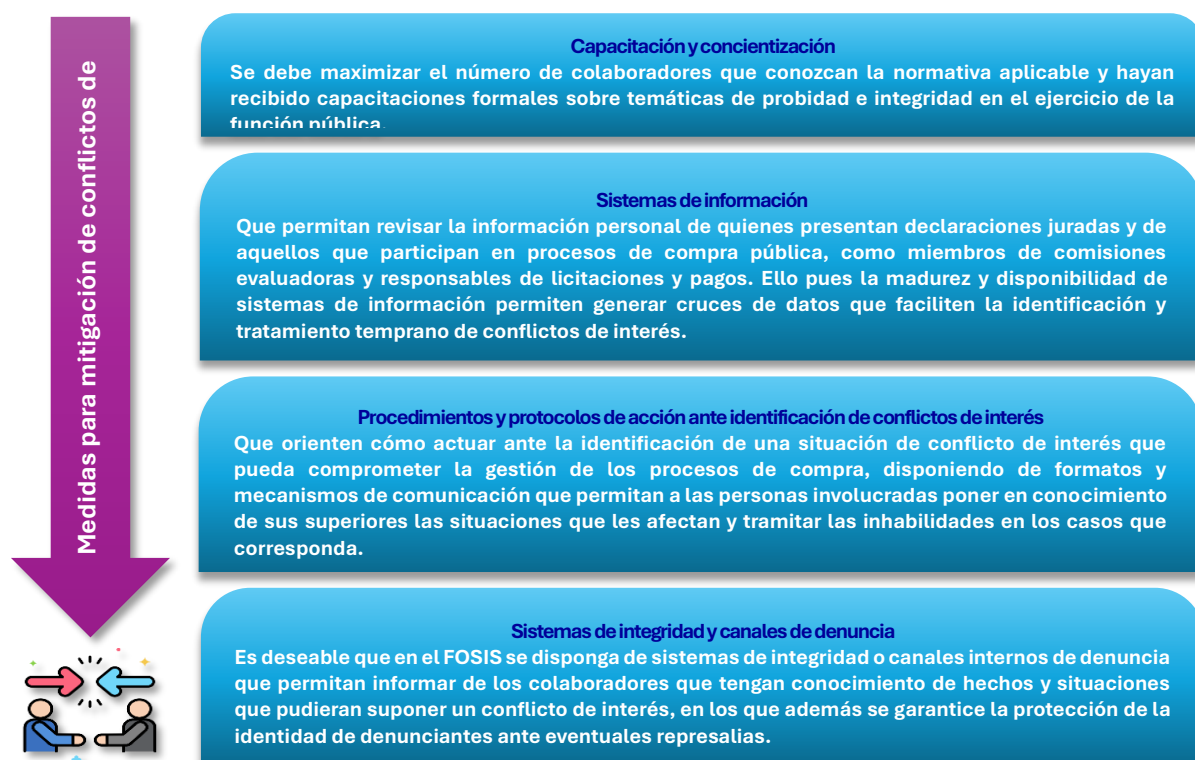 Medidas para mitigación de conflictos de
Capacitación y concientización
Se debe maximizar el número de colaboradores que conozcan la normativa aplicable y hayan
recibido capacitaciones formales sobre temáticas de probidad e integridad en el ejercicio de la
función pública.
Sistemas de información
Que permitan revisar la información personal de quienes presentan declaraciones juradas y de
aquellos que participan en procesos de compra pública, como miembros de comisiones
evaluadoras y responsables de licitaciones y pagos. Ello pues la madurez y disponibilidad de
sistemas de información permiten generar cruces de datos que faciliten la identificación y
tratamiento temprano de conflictos de interés.
Procedimientos y protocolos de acción ante identificación de conflictos de interés
Que orienten cómo actuar ante la identificación de una situación de conflicto de interés que
pueda comprometer la gestión de los procesos de compra, disponiendo de formatos y
mecanismos de comunicación que permitan a las personas involucradas poner en conocimiento
de sus superiores las situaciones que les afectan y tramitar las inhabilidades en los casos que
corresponda.
Sistemas de integridad y canales de denuncia
Es deseable que en el FOSIS se disponga de sistemas de integridad o canales internos de denuncia
que permitan informar de los colaboradores que tengan conocimiento de hechos y situaciones
que pudieran suponer un conflicto de interés, en los que además se garantice la protección de la
identidad de denunciantes ante eventuales represalias.